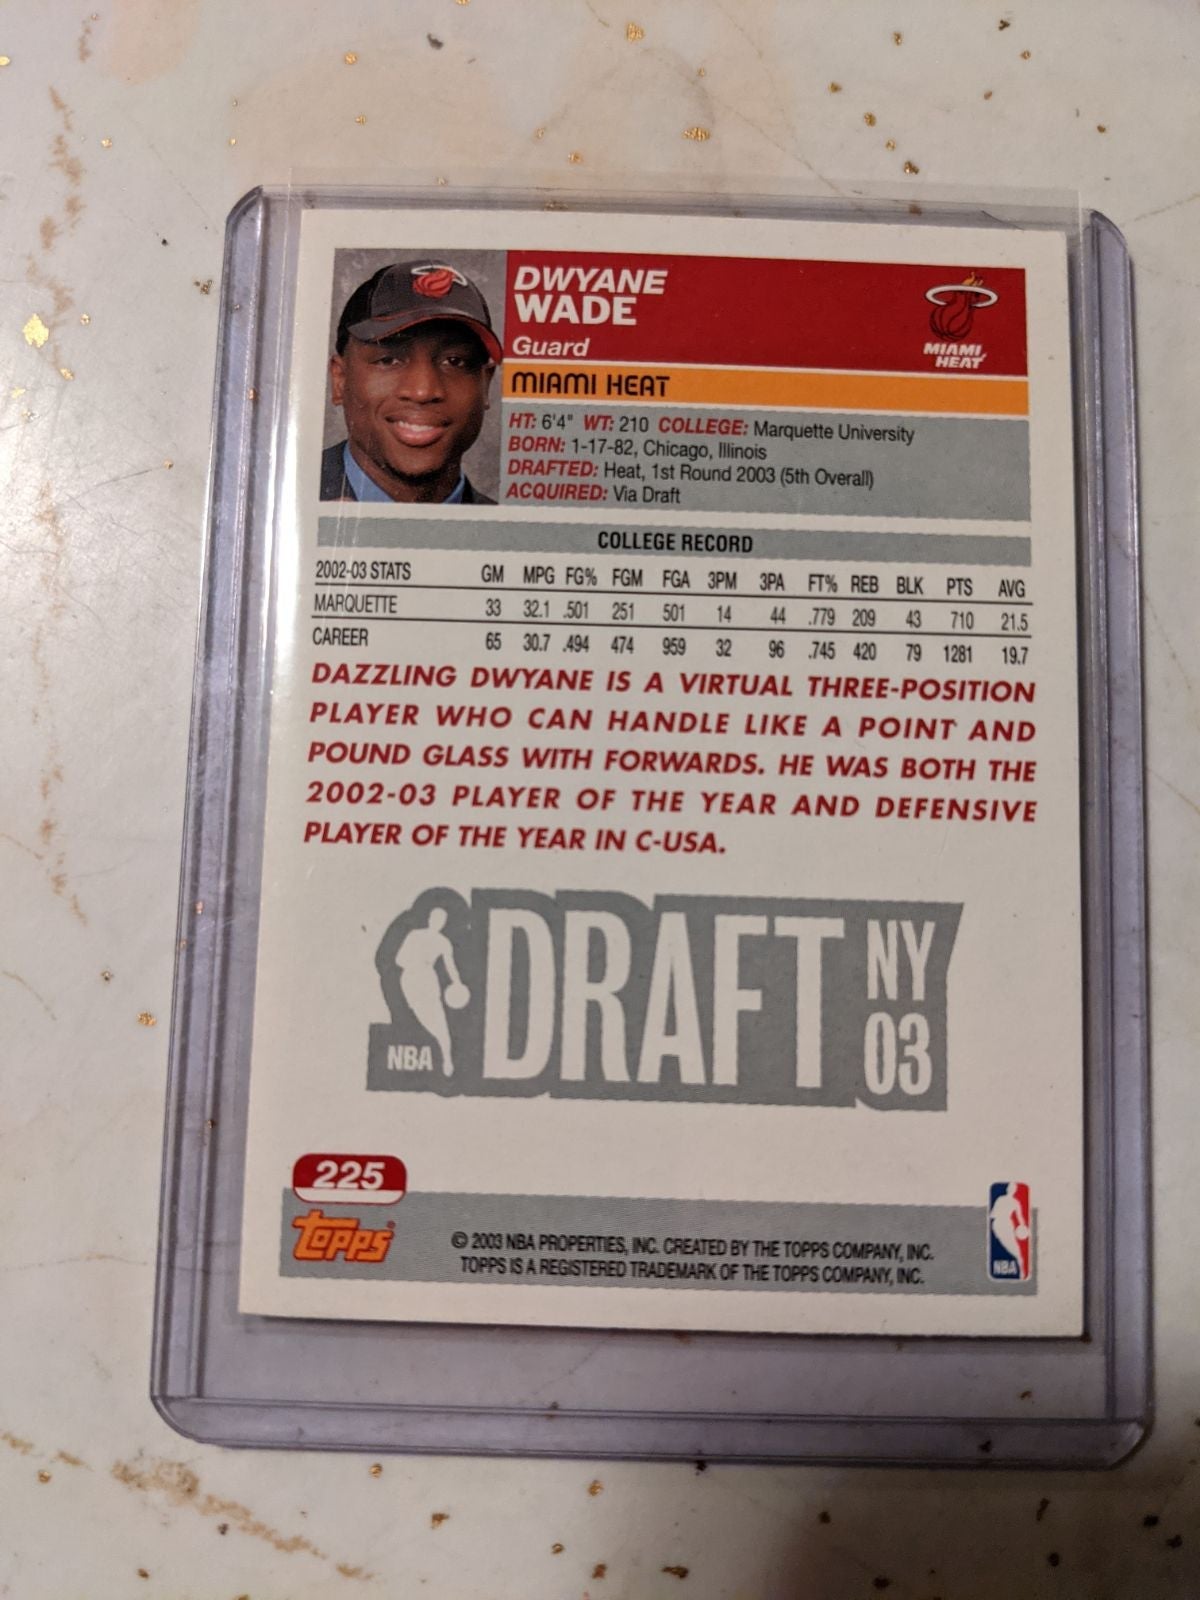 DWYANE
WADE
Guard
MIAMI HEAT
MIAMI
HEAT
HT: 6'4" WT: 210 COLLEGE: Marquette University
BORN: 1-17-82, Chicago, Illinois
DRAFTED: Heat, 1st Round 2003 (5th Overall)
ACQUIRED: Via Draft
COLLEGE RECORD
2002-03 STATS GM MPG FG% FGM FGA 3PM 3PA FT% REB BLK PTS AVG
MARQUETTE 33 32.1 .501 251 501 14 44 .779 209 43 710 21.5
CAREER 65 30.7 .494 474 959 32 96 .745 420 79 1281 19.7
DAZZLING DWYANE IS A VIRTUAL THREE-POSITION
PLAYER WHO CAN HANDLE LIKE A POINT AND
POUND GLASS WITH FORWARDS. HE WAS BOTH THE
2002-03 PLAYER OF THE YEAR AND DEFENSIVE
PLAYER OF THE YEAR IN C-USA.
NBA DRAFT NY
03
225
Topps
© 2003 NBA PROPERTIES, INC. CREATED BY THE TOPPS COMPANY, INC.
TOPPS IS A REGISTERED TRADEMARK OF THE TOPPS COMPANY, INC.
NBA